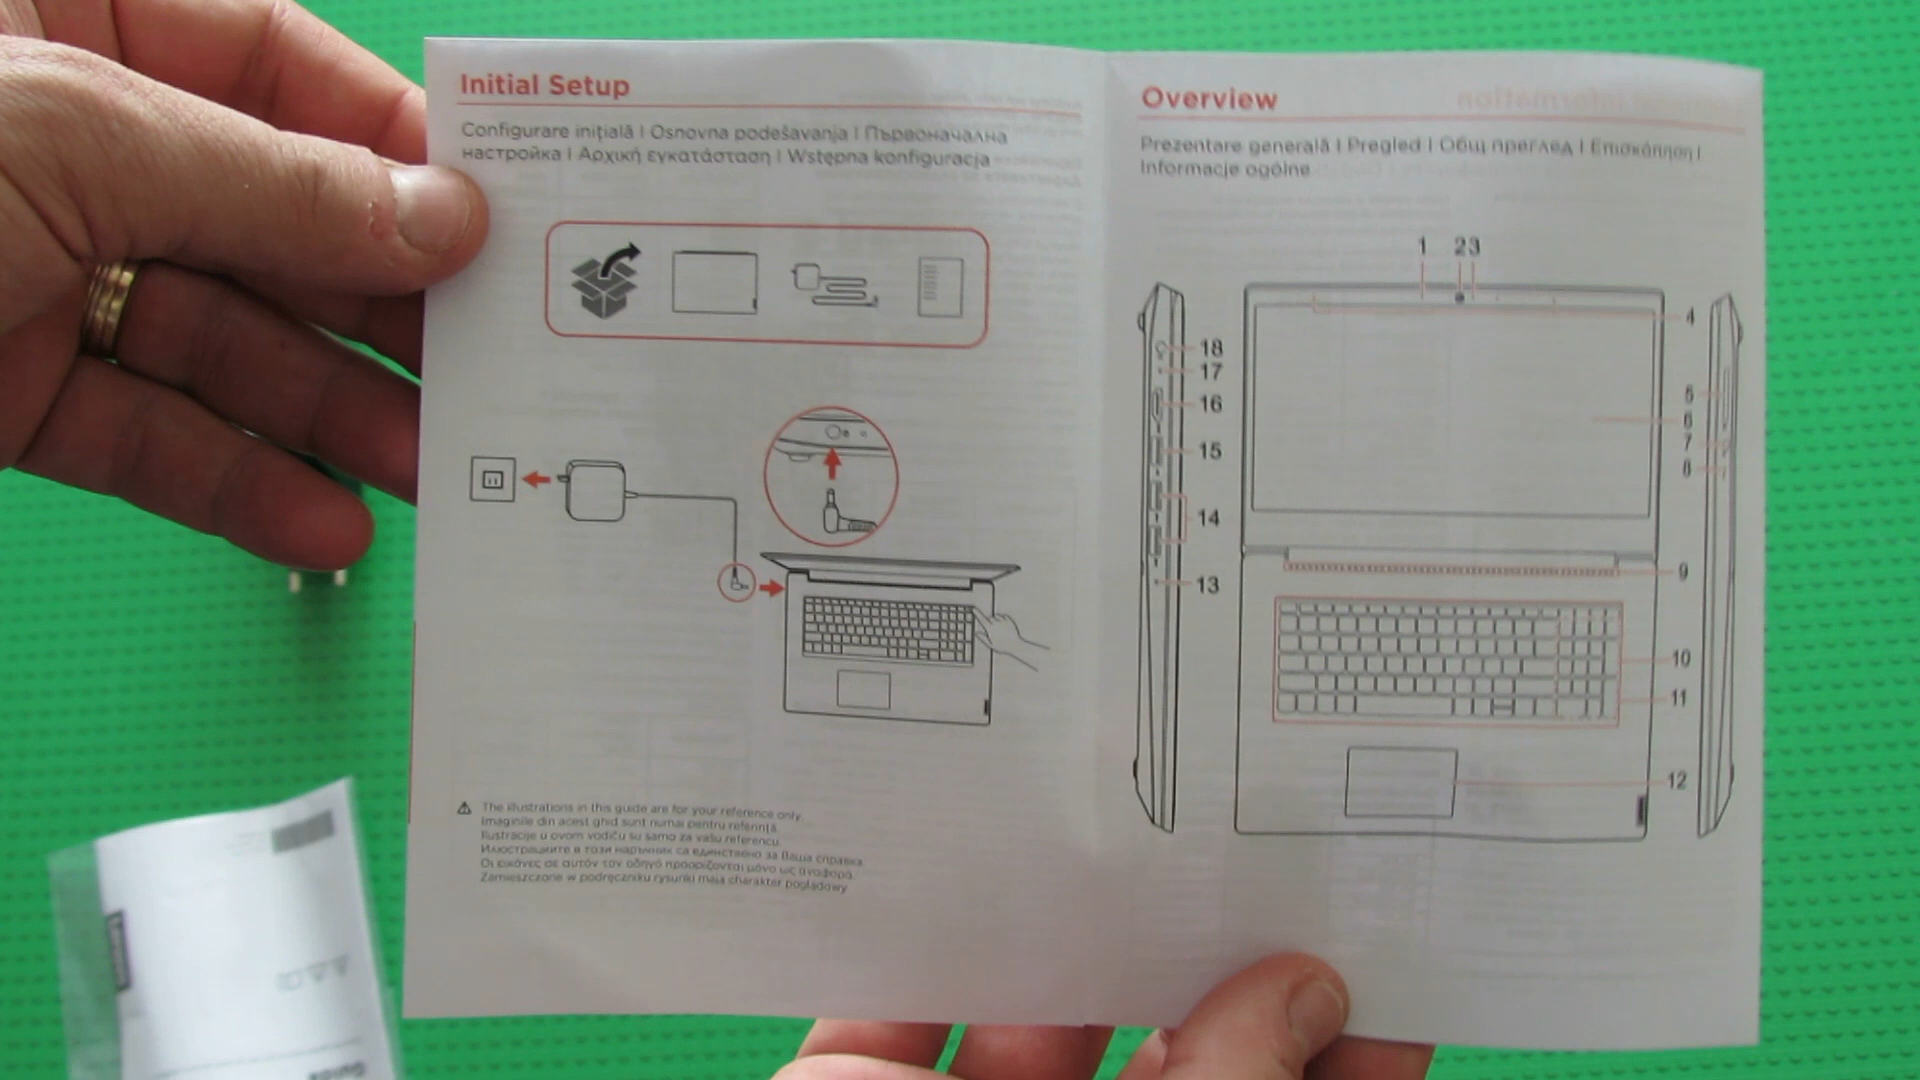 Initial Setup
Configurare inițială | Osnovna podešavanja | Първоначална
настройка | Αρχική εγκατάσταση | Wstępna konfiguracja
The illustrations in this guide are for your reference only.
Imaginile din acest ghid sunt numai pentru referință.
Ilustracije u ovom vodiču su samo za vašu referencu.
Илюстрациите в този наръчник са единствено за Ваша справка.
Οι εικόνες σε αυτόν τον οδηγό προορίζονται μόνο ως αναφορά.
Zamieszczone w podręczniku rysunki mają charakter poglądowy.
Overview
Prezentare generală | Pregled | Общ преглед | Επισκόπηση |
Informacje ogólne
1 2 3
4
5
6
7
8
9
10
11
12
18
17
16
15
14
13
Lenovo
Guide